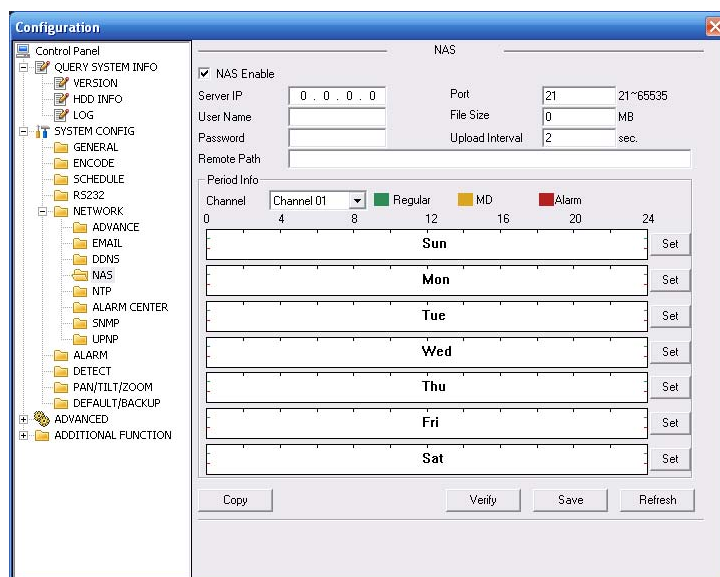 Configuration
Control Panel
QUERY SYSTEM INFO
VERSION
HDD INFO
LOG
SYSTEM CONFIG
GENERAL
ENCODE
SCHEDULE
RS232
NETWORK
ADVANCE
EMAIL
DDNS
NAS
NTP
ALARM CENTER
SNMP
UPNP
ALARM
DETECT
PAN/TILT/ZOOM
DEFAULT/BACKUP
ADVANCED
ADDITIONAL FUNCTION
NAS
NAS Enable
Server IP 0 . 0 . 0 . 0 Port 21 21~65535
User Name File Size 0 MB
Password Upload Interval 2 sec.
Remote Path
Period Info
Channel Channel 01 Regular MD Alarm
0 4 8 12 16 20 24
Sun Set
Mon Set
Tue Set
Wed Set
Thu Set
Fri Set
Sat Set
Copy Verify Save Refresh